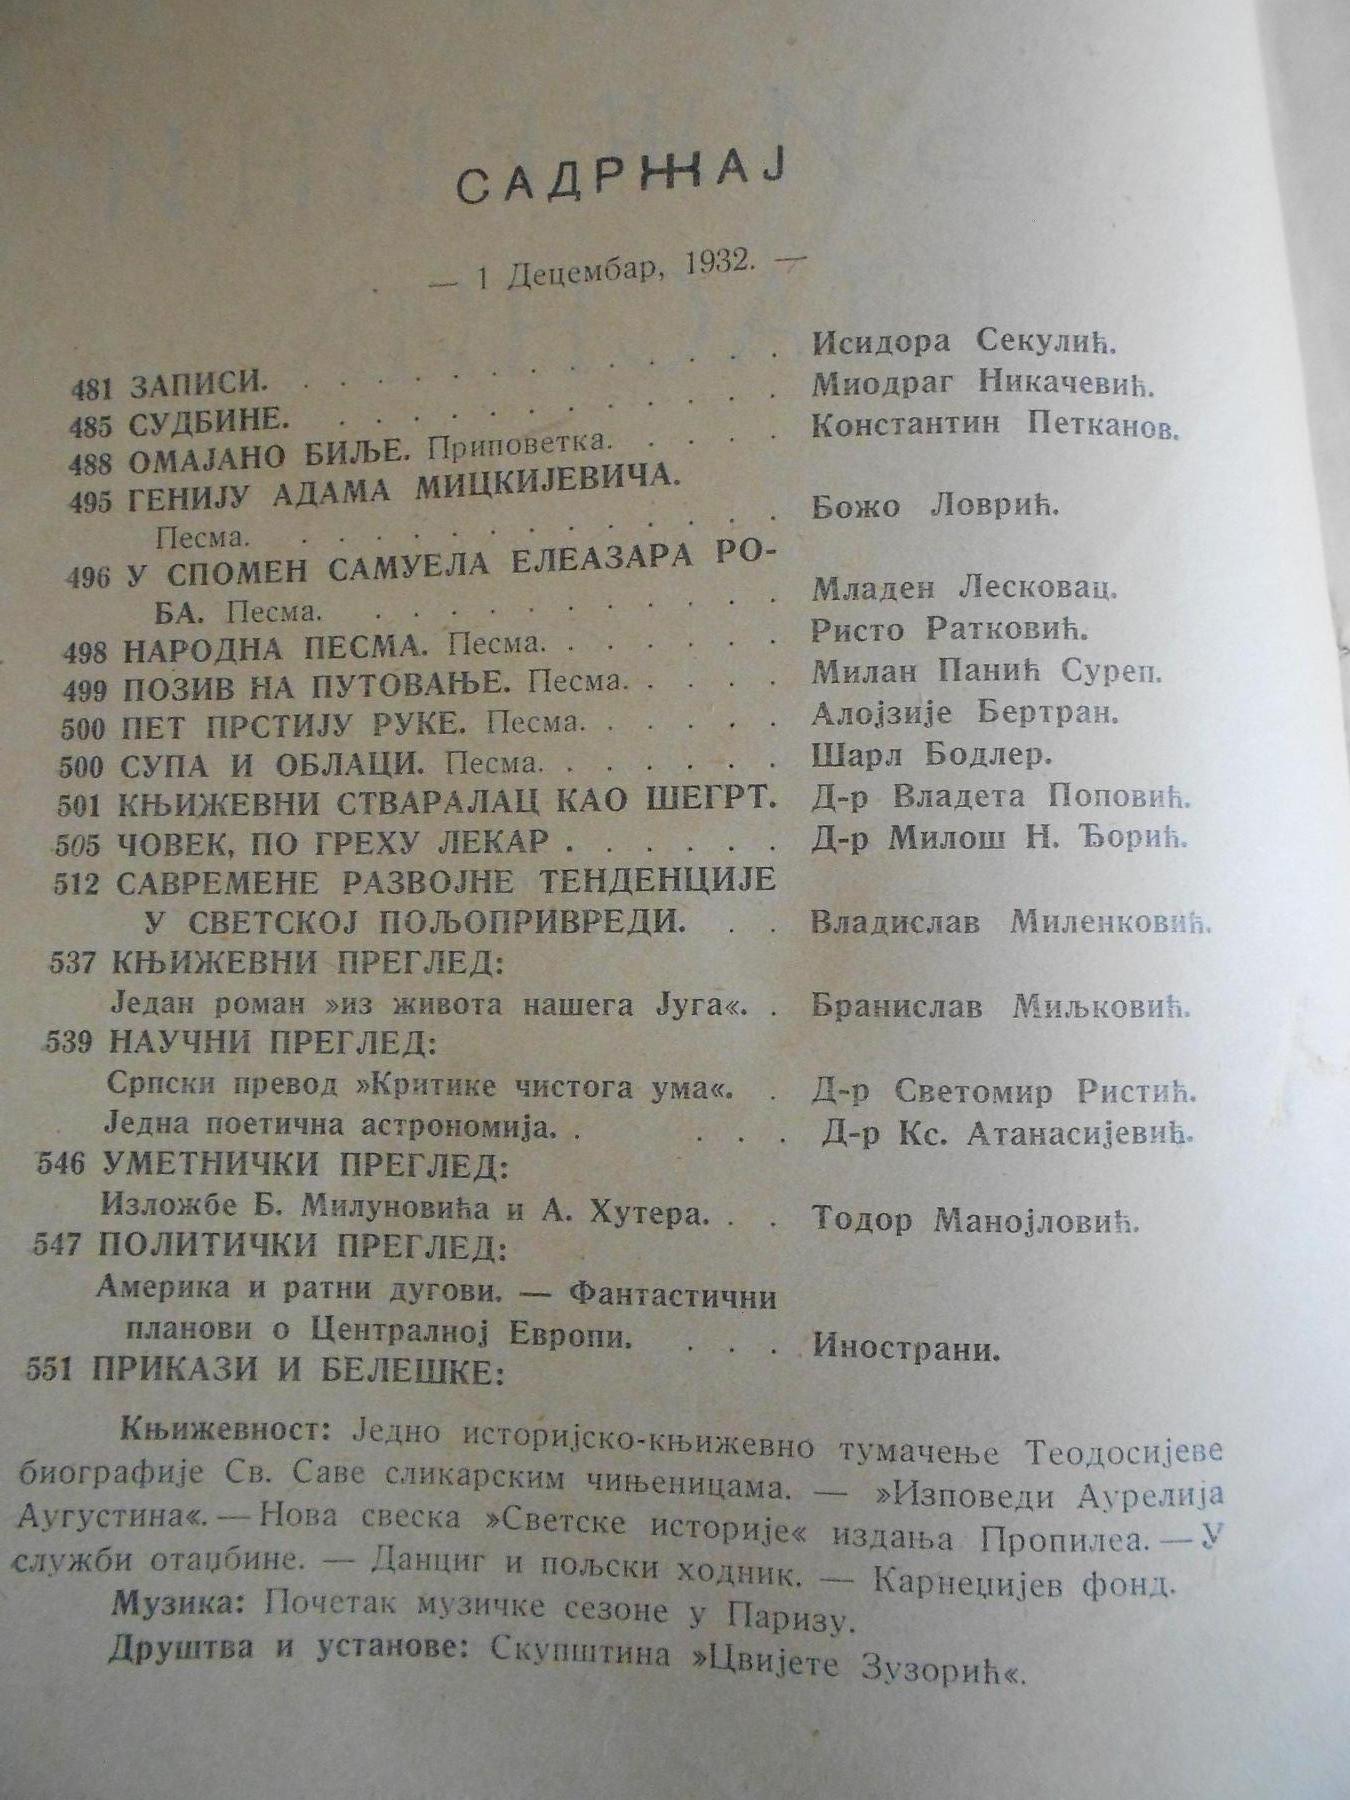 САДРЖАЈ
— 1 Децембар, 1932. —
481 ЗАПИСИ. . . . . . . . . . . . Исидора Секулић.
485 СУДБИНЕ. . . . . . . . . . . Миодраг Никачевић.
488 ОМАЈАНО БИЉЕ. Приповетка. . . . . Константин Петканов.
495 ГЕНИЈУ АДАМА МИЦКИЈЕВИЧА.
Песма. . . . . . . . . . . . Божо Ловрић.
496 У СПОМЕН САМУЕЛА ЕЛЕАЗАРА РО-
БА. Песма. . . . . . . . . . Младен Лесковац.
498 НАРОДНА ПЕСМА. Песма. . . . . . Ристо Ратковић.
499 ПОЗИВ НА ПУТОВАЊЕ. Песма. . . . . Милан Панић Суреп.
500 ПЕТ ПРСТИЈУ РУКЕ. Песма. . . . . . Алојзије Бертран.
500 СУПА И ОБЛАЦИ. Песма. . . . . . . Шарл Бодлер.
501 КЊИЖЕВНИ СТВАРАЛАЦ КАО ШЕГРТ. Д-р Владета Поповић.
505 ЧОВЕК, ПО ГРЕХУ ЛЕКАР . . . . . . Д-р Милош Н. Ђорић.
512 САВРЕМЕНЕ РАЗВОЈНЕ ТЕНДЕНЦИЈЕ
У СВЕТСКОЈ ПОЉОПРИВРЕДИ. . . Владислав Миленковић.
537 КЊИЖЕВНИ ПРЕГЛЕД:
Један роман »из живота нашега Југа«. . Бранислав Миљковић.
539 НАУЧНИ ПРЕГЛЕД:
Српски превод »Критике чистога ума«. . Д-р Светомир Ристић.
Једна поетична астрономија. . . . . Д-р Кс. Атанасијевић.
546 УМЕТНИЧКИ ПРЕГЛЕД:
Изложбе Б. Милуновића и А. Хутера. . . Тодор Манојловић.
547 ПОЛИТИЧКИ ПРЕГЛЕД:
Америка и ратни дугови. — Фантастични
планови о Централној Европи. . . . Инострани.
551 ПРИКАЗИ И БЕЛЕШКЕ:
Књижевност: Једно историјско-књижевно тумачење Теодосијеве
биографије Св. Саве сликарским чињеницама. — »Изповеди Аурелија
Аугустина«. — Нова свеска »Светске историје« издања Пропилеа. — У
служби отаџбине. — Данциг и пољски ходник. — Карнеџијев фонд.
Музика: Почетак музичке сезоне у Паризу.
Друштва и установе: Скупштина »Цвијете Зузорић«.